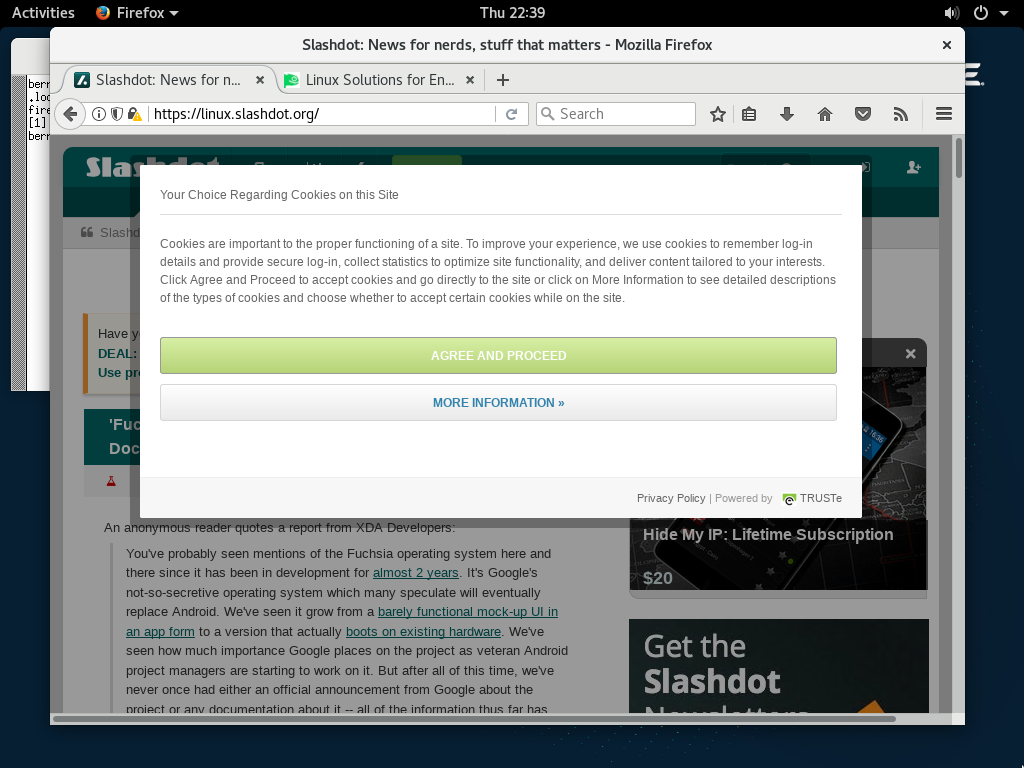 Activities Firefox Thu 22:39
Slashdot: News for nerds, stuff that matters - Mozilla Firefox
Slashdot: News for n... Linux Solutions for En...
https://linux.slashdot.org/ Search
Slashdot
Your Choice Regarding Cookies on this Site
Cookies are important to the proper functioning of a site. To improve your experience, we use cookies to remember log-in
details and provide secure log-in, collect statistics to optimize site functionality, and deliver content tailored to your interests.
Click Agree and Proceed to accept cookies and go directly to the site or click on More Information to see detailed descriptions
of the types of cookies and choose whether to accept certain cookies while on the site.
AGREE AND PROCEED
MORE INFORMATION »
Privacy Policy | Powered by TRUSTe
[1]
Slashd
Have y
DEAL:
Use pr
'Fuc
Doc
An anonymous reader quotes a report from XDA Developers:
You've probably seen mentions of the Fuchsia operating system here and
there since it has been in development for almost 2 years. It's Google's
not-so-secretive operating system which many speculate will eventually
replace Android. We've seen it grow from a barely functional mock-up UI in
an app form to a version that actually boots on existing hardware. We've
seen how much importance Google places on the project as veteran Android
project managers are starting to work on it. But after all of this time, we've
never once had either an official announcement from Google about the
project or any documentation about it -- all of the information thus far has
Hide My IP: Lifetime Subscription
$20
Get the
Slashdot
Newsletter